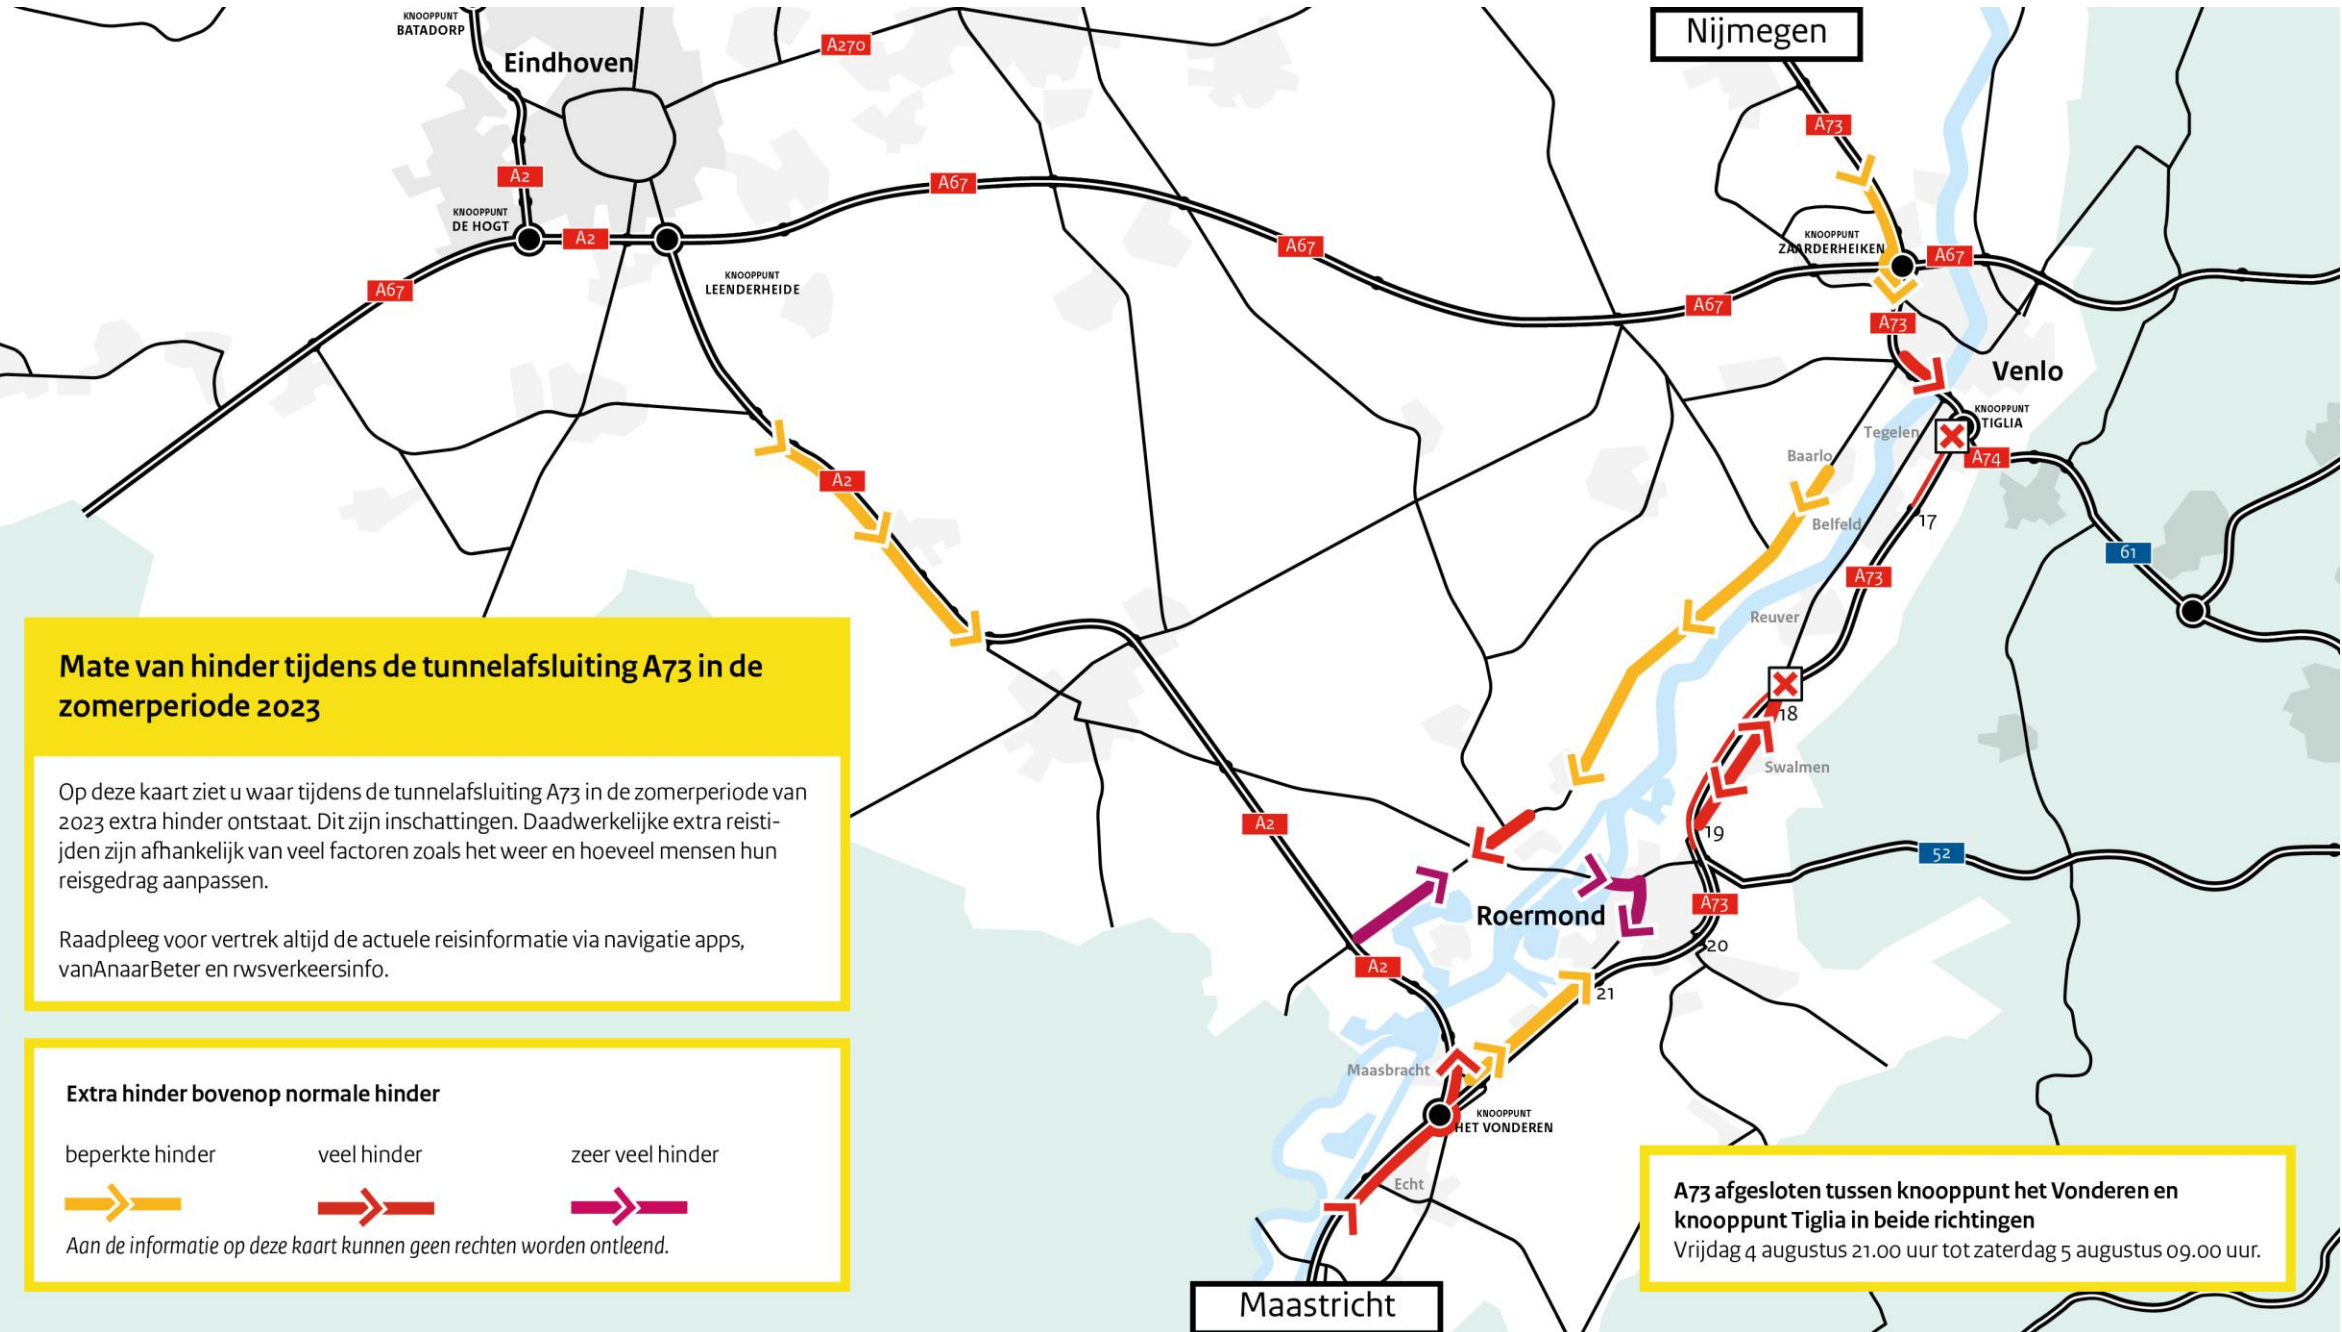 KNOOPPUNT
BATADORP
Eindhoven
A270
Nijmegen
A73
A2
A67
KNOOPPUNT
DE HOGT
A2
A67
KNOOPPUNT
LEENDERHEIDE
A67
A67
KNOOPPUNT
ZAARDERHEIKEN
A67
A67
A73
Venlo
KNOOPPUNT
TIGLIA
Tegelen
A74
Baarlo
A2
Belfeld
17
61
A73
Reuver
18
Swalmen
19
A2
52
A73
Roermond
20
A2
21
Maasbracht
KNOOPPUNT
HET VONDEREN
Echt
Maastricht
Mate van hinder tijdens de tunnelafsluiting A73 in de
zomerperiode 2023
Op deze kaart ziet u waar tijdens de tunnelafsluiting A73 in de zomerperiode van
2023 extra hinder ontstaat. Dit zijn inschattingen. Daadwerkelijke extra reisti-
jden zijn afhankelijk van veel factoren zoals het weer en hoeveel mensen hun
reisgedrag aanpassen.
Raadpleeg voor vertrek altijd de actuele reisinformatie via navigatie apps,
vanAnaarBeter en rwsverkeersinfo.
Extra hinder bovenop normale hinder
beperkte hinder veel hinder zeer veel hinder
Aan de informatie op deze kaart kunnen geen rechten worden ontleend.
A73 afgesloten tussen knooppunt het Vonderen en
knooppunt Tiglia in beide richtingen
Vrijdag 4 augustus 21.00 uur tot zaterdag 5 augustus 09.00 uur.